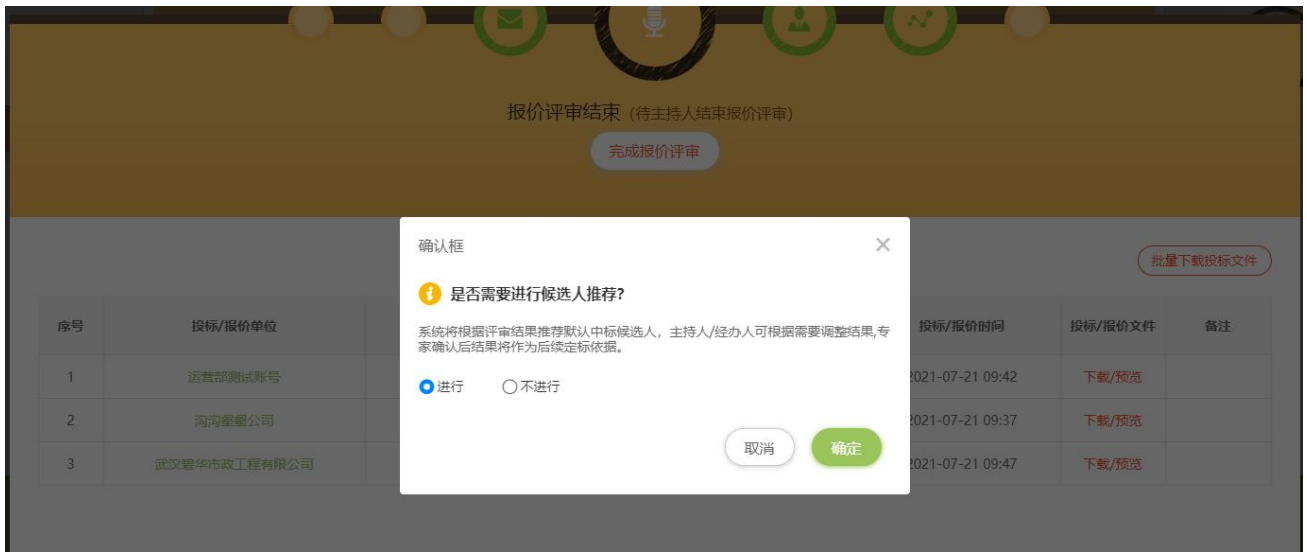 报价评审结束（待主持人结束报价评审）
完成报价评审
确认框
批量下载投标文件
是否需要进行候选人推荐?
系统将根据评审结果推荐默认中标候选人，主持人/经办人可根据需要调整结果,专
家确认后结果将作为后续定标依据。
进行 不进行
取消 确定
序号 投标/报价单位 投标/报价时间 投标/报价文件 备注
1 运营部测试账号 2021-07-21 09:42 下载/预览
2 沟沟壑壑公司 2021-07-21 09:37 下载/预览
3 武汉碧华市政工程有限公司 2021-07-21 09:47 下载/预览